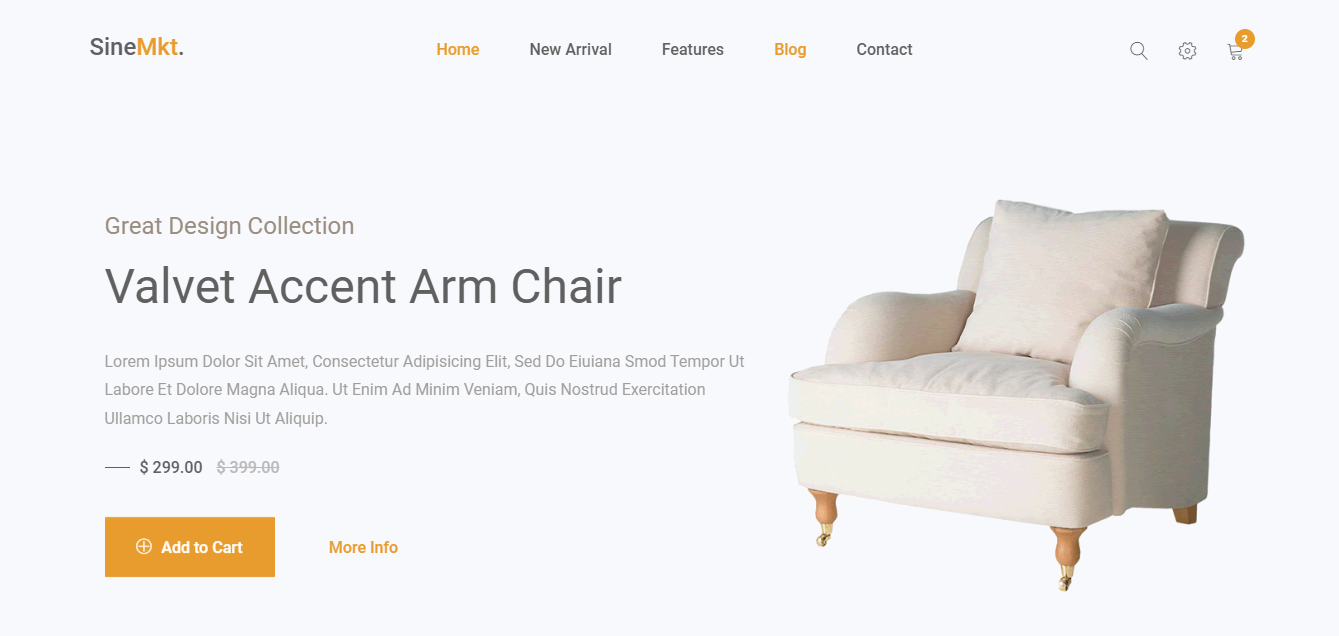 SineMkt.
Home New Arrival Features Blog Contact
2
Great Design Collection
Valvet Accent Arm Chair
Lorem Ipsum Dolor Sit Amet, Consectetur Adipisicing Elit, Sed Do Eiuiana Smod Tempor Ut
Labore Et Dolore Magna Aliqua. Ut Enim Ad Minim Veniam, Quis Nostrud Exercitation
Ullamco Laboris Nisi Ut Aliquip.
$ 299.00 $ 399.00
Add to Cart More Info